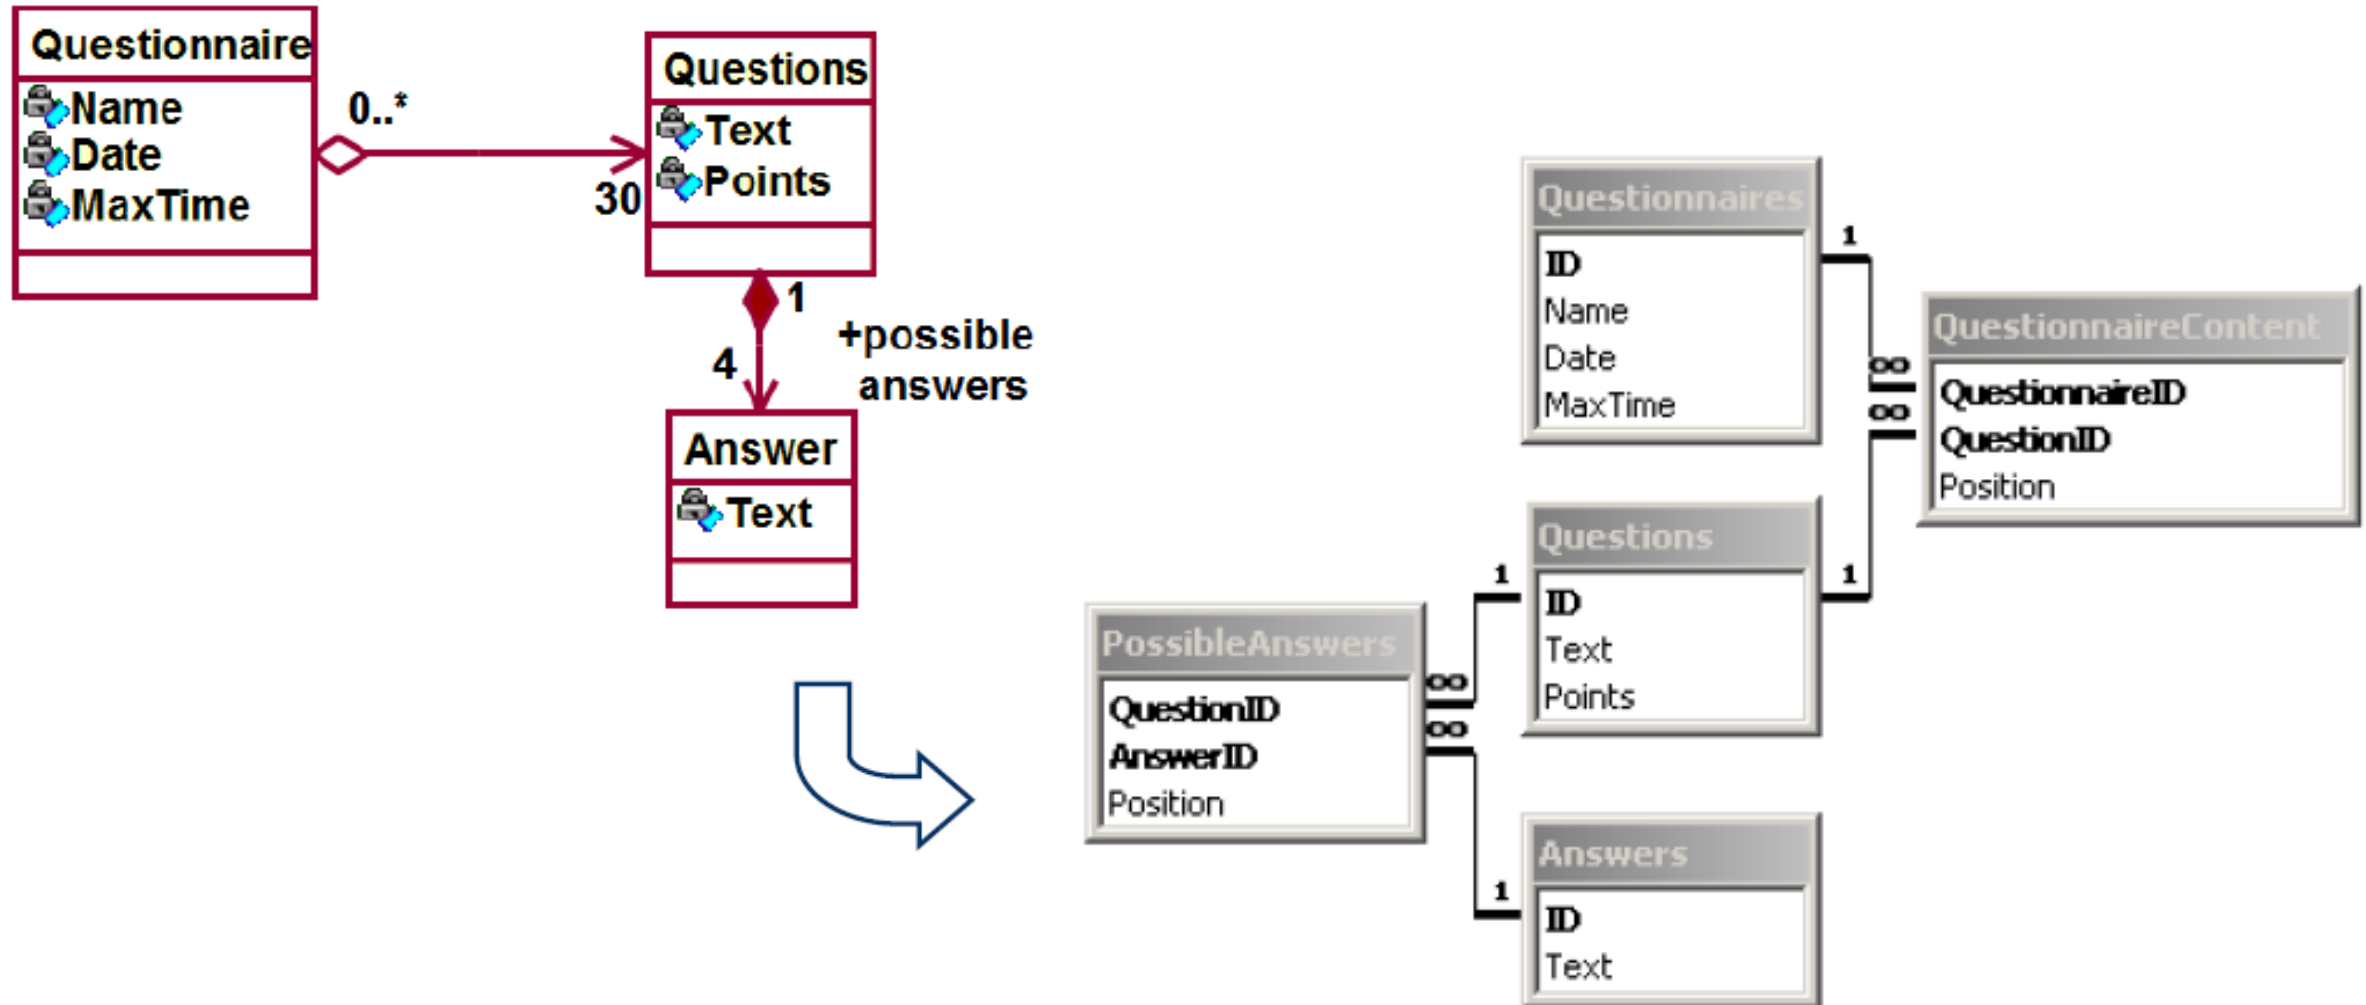 Questionnaire
Name
Date
MaxTime
0..*
30
Questions
Text
Points
1
+possible
answers
4
Answer
Text
Questionnaires
ID
Name
Date
MaxTime
1
∞
∞
QuestionnaireContent
QuestionnaireID
QuestionID
Position
Questions
ID
Text
Points
1
1
PossibleAnswers
QuestionID
AnswerID
Position
∞
∞
1
Answers
ID
Text